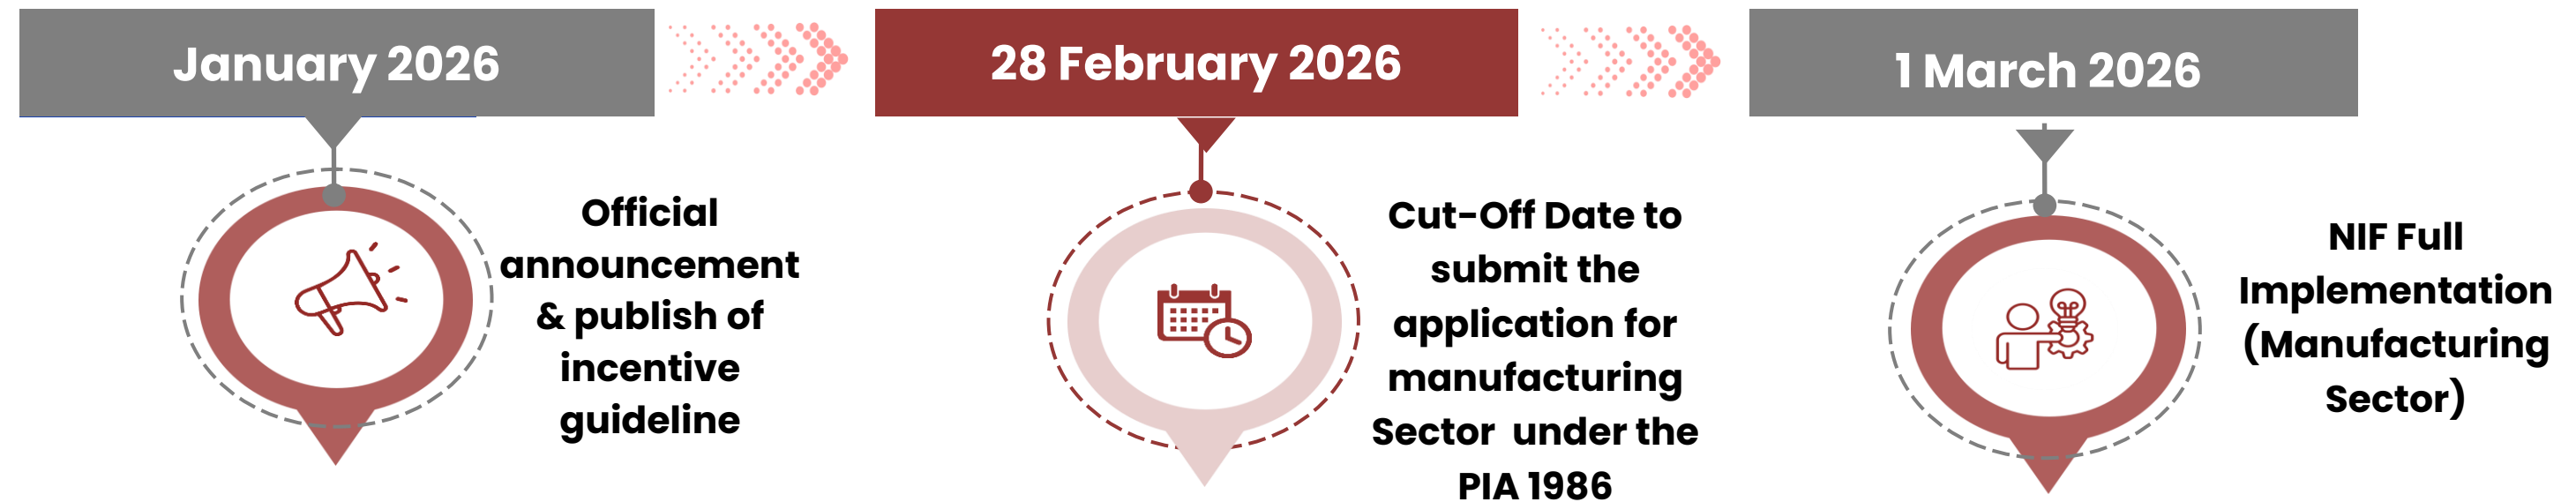 January 2026
28 February 2026
1 March 2026
Official
announcement
& publish of
incentive
guideline
Cut-Off Date to
submit the
application for
manufacturing
Sector under the
PIA 1986
NIF Full
Implementation
(Manufacturing
Sector)